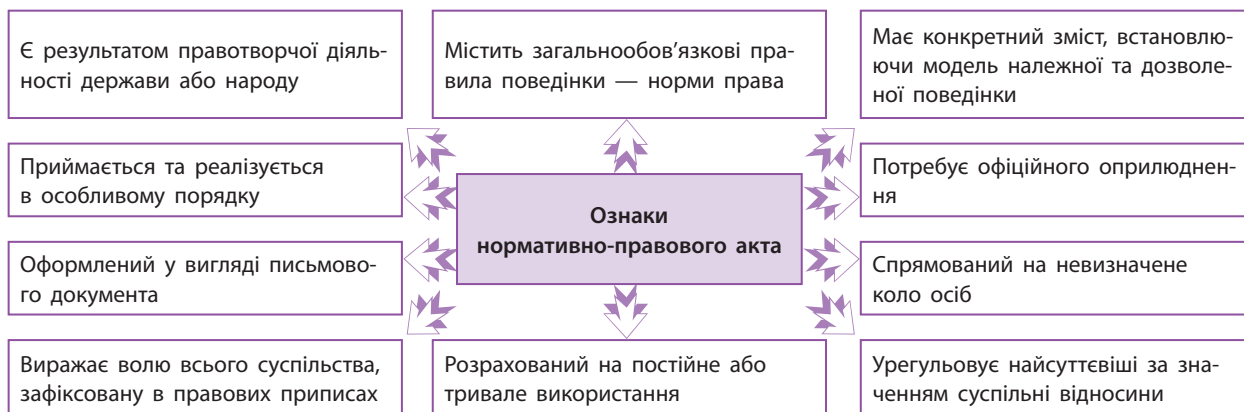 Є результатом правотворчої діяль-
ності держави або народу
Містить загальнообов’язкові пра-
вила поведінки — норми права
Має конкретний зміст, встановлю-
ючи модель належної та дозволе-
ної поведінки
Приймається та реалізується
в особливому порядку
Ознаки
нормативно-правового акта
Потребує офіційного оприлюднен-
ня
Оформлений у вигляді письмово-
го документа
Спрямований на невизначене
коло осіб
Виражає волю всього суспільства,
зафіксовану в правових приписах
Розрахований на постійне або
тривале використання
Урегульовує найсуттєвіші за зна-
ченням суспільні відносини